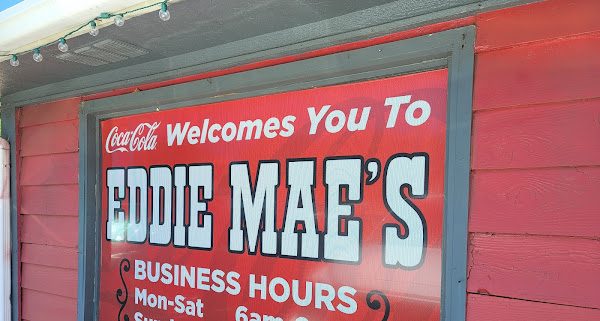 Coca-Cola Welcomes You To
EDDIE MAE'S
BUSINESS HOURS
Mon-Sat 6am